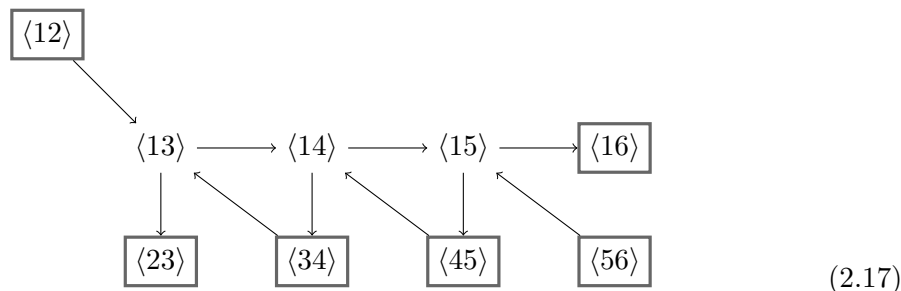 ⟨12⟩
⟨13⟩ ⟨14⟩ ⟨15⟩ ⟨16⟩
⟨23⟩ ⟨34⟩ ⟨45⟩ ⟨56⟩
(2.17)